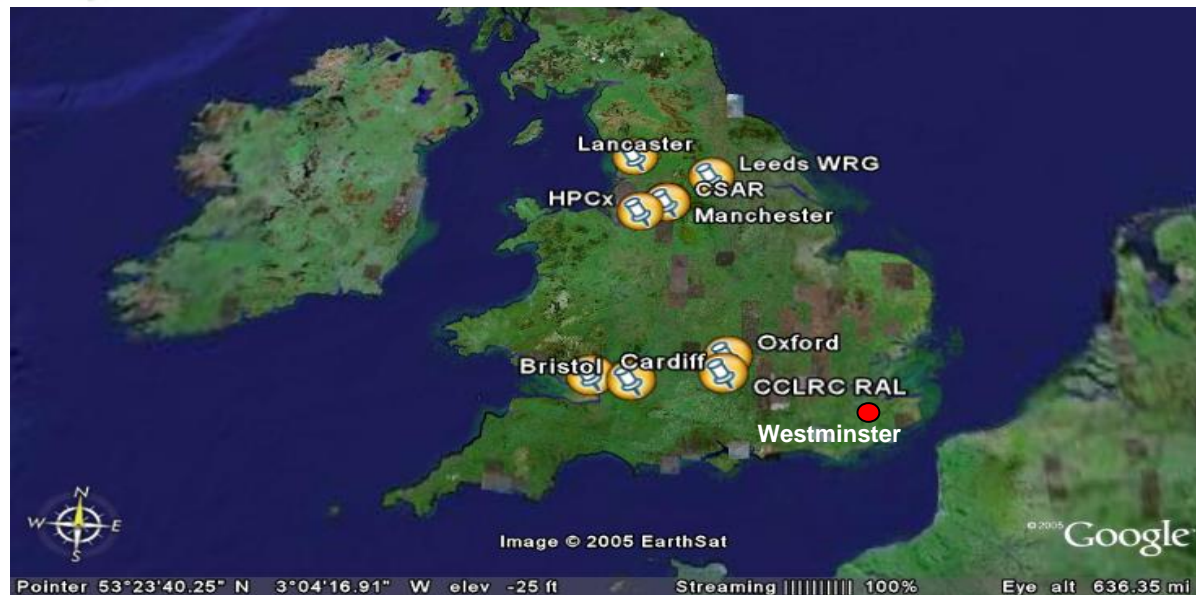 Lancaster
Leeds WRG
HPCx
CSAR
Manchester
Oxford
Bristol
Cardiff
CCLRC RAL
Westminster
N
W E
S
Image © 2005 EarthSat
© 2005 Google
Pointer 53°23'40.25" N 3°04'16.91" W elev -25 ft Streaming |||||||||| 100% Eye alt 636.35 mi